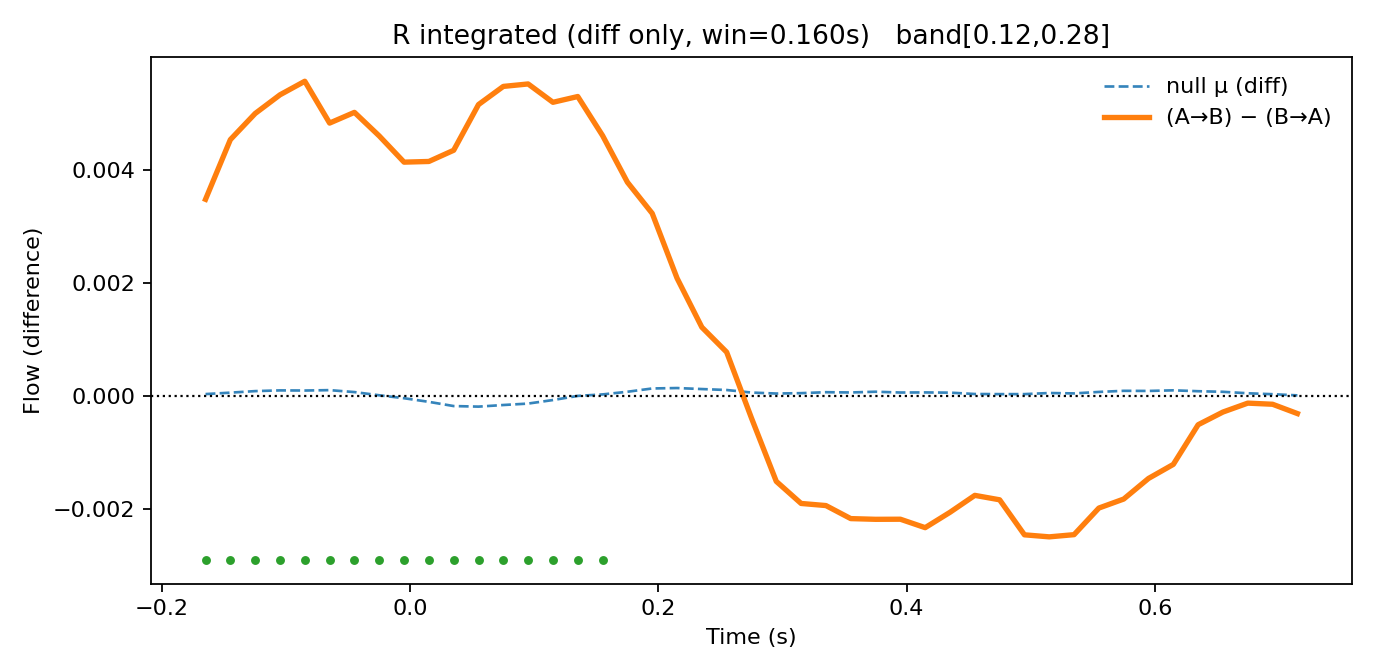 R integrated (diff only, win=0.160s)   band[0.12,0.28]
null μ (diff)
(A→B) − (B→A)
Flow (difference)
0.004
0.002
0.000
−0.002
−0.2
0.0
0.2
0.4
0.6
Time (s)